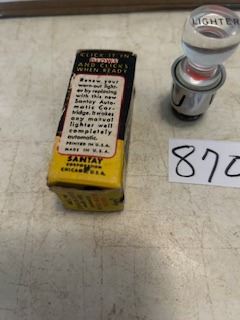 CLICK IT IN
AND CLICKS
WHEN READY
Renew your
worn-out light-
er by replacing
with this new
Santay Auto-
matic Car-
tridge. It makes
any manual
lighter well
completely
automatic.
PRINTED IN U.S.A.
MADE IN U.S.A.
SANTAY
CORPORATION
CHICAGO, U.S.A.
LIGHTER
870